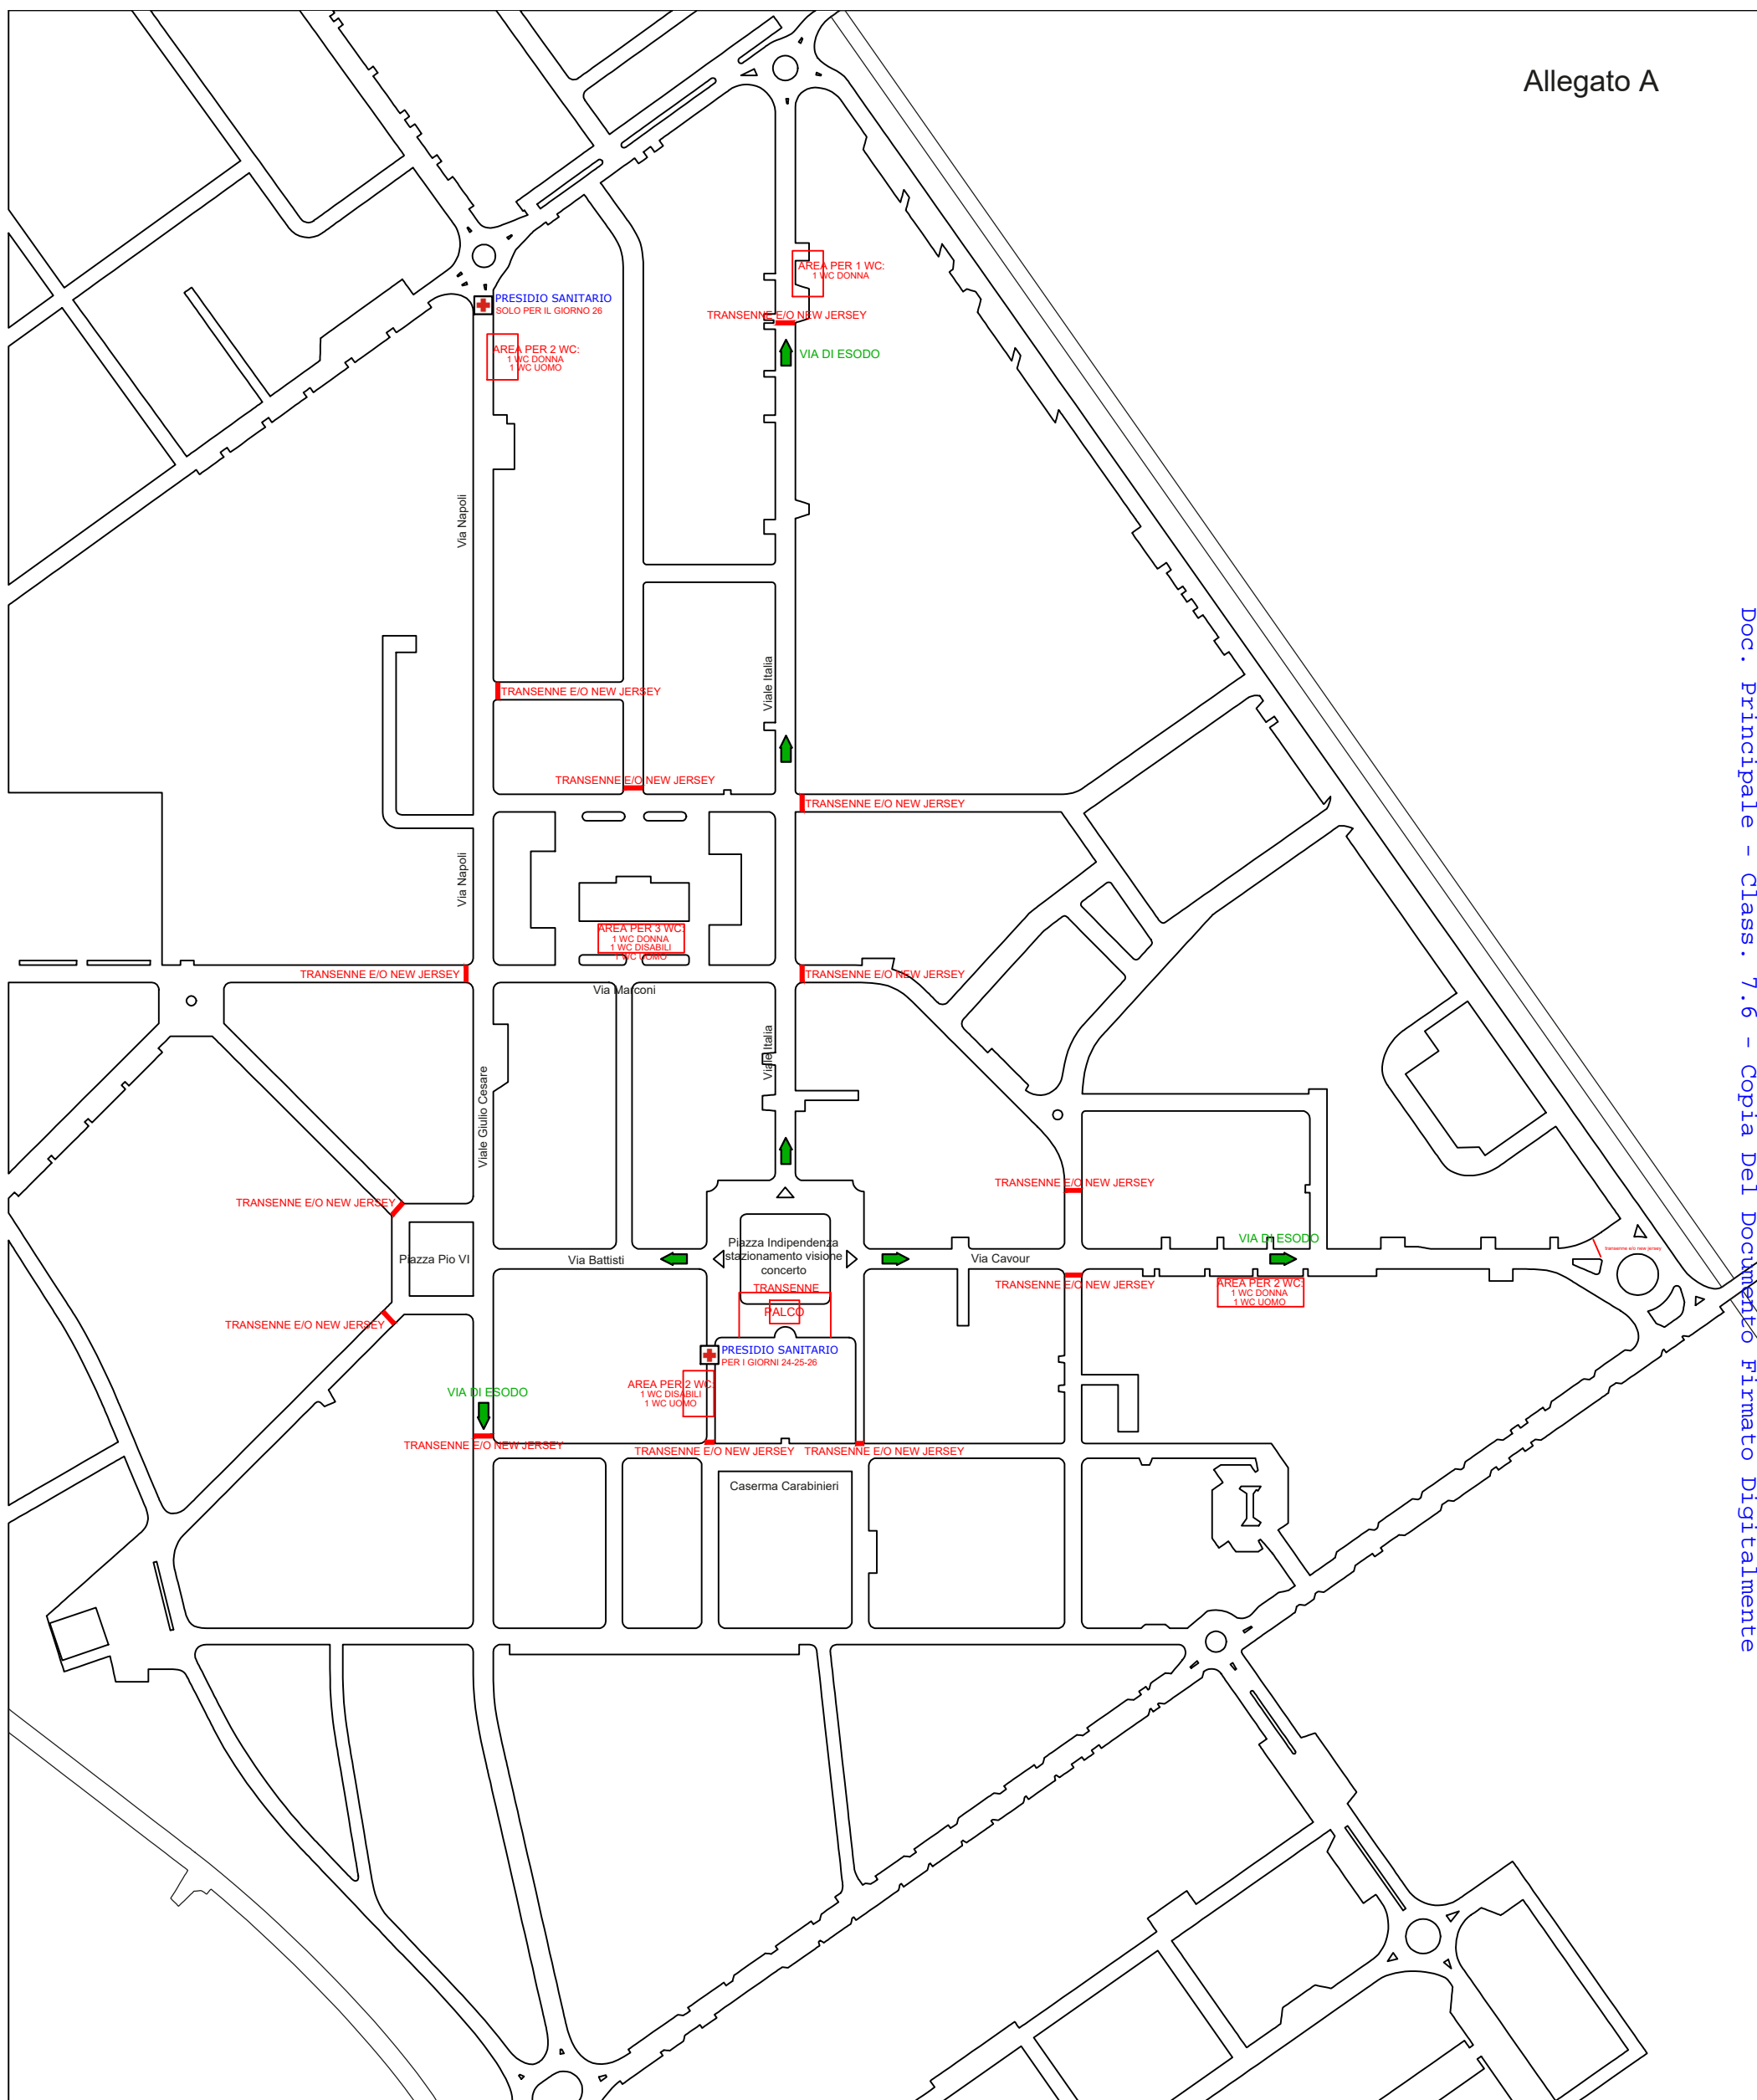 Allegato A
AREA PER 1 WC:
1 WC DONNA
PRESIDIO SANITARIO
SOLO PER IL GIORNO 26
TRANSENNE E/O NEW JERSEY
AREA PER 2 WC:
1 WC DONNA
1 WC UOMO
VIA DI ESODO
Via Napoli
Viale Italia
TRANSENNE E/O NEW JERSEY
TRANSENNE E/O NEW JERSEY
TRANSENNE E/O NEW JERSEY
Via Napoli
AREA PER 3 WC:
1 WC DONNA
1 WC DISABILI
1 WC UOMO
TRANSENNE E/O NEW JERSEY
TRANSENNE E/O NEW JERSEY
Via Marconi
Viale Italia
Viale Giulio Cesare
TRANSENNE E/O NEW JERSEY
TRANSENNE E/O NEW JERSEY
Piazza Pio VI
Via Battisti
Piazza Indipendenza
stazionamento visione
concerto
Via Cavour
VIA DI ESODO
transenne e/o new jersey
TRANSENNE
PALCO
TRANSENNE E/O NEW JERSEY
AREA PER 2 WC:
1 WC DONNA
1 WC UOMO
TRANSENNE E/O NEW JERSEY
PRESIDIO SANITARIO
PER I GIORNI 24-25-26
AREA PER 2 WC:
1 WC DISABILI
1 WC UOMO
VIA DI ESODO
TRANSENNE E/O NEW JERSEY
TRANSENNE E/O NEW JERSEY
TRANSENNE E/O NEW JERSEY
Caserma Carabinieri
Doc. Principale - Class. 7.6 - Copia Del Documento Firmato Digitalmente